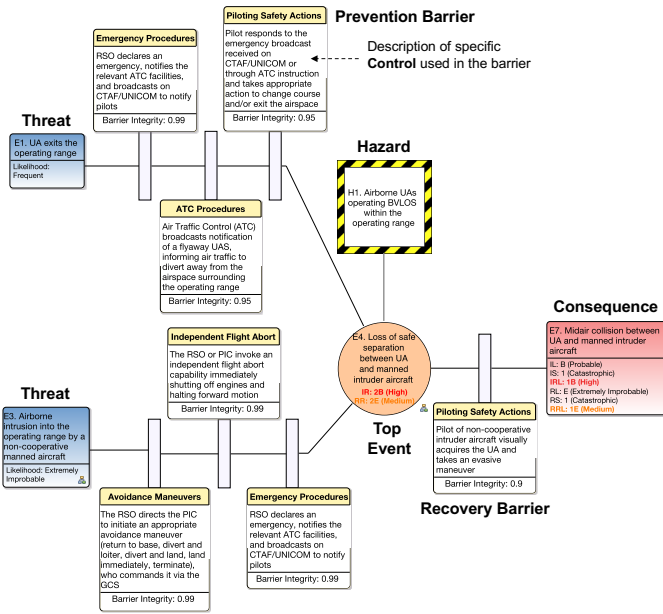 Piloting Safety Actions
Pilot responds to the
emergency broadcast
received on
CTAF/UNICOM or
through ATC instruction
and takes appropriate
action to change course
and/or exit the airspace
Barrier Integrity: 0.95
Prevention Barrier
Description of specific
Control used in the barrier
Emergency Procedures
RSO declares an
emergency, notifies the
relevant ATC facilities,
and broadcasts on
CTAF/UNICOM to notify
pilots
Barrier Integrity: 0.99
Threat
E1. UA exits the
operating range
Likelihood:
Frequent
Hazard
H1. Airborne UAs
operating BVLOS
within the
operating range
ATC Procedures
Air Traffic Control (ATC)
broadcasts notification
of a flyaway UAS,
informing air traffic to
divert away from the
airspace surrounding
the operating range
Barrier Integrity: 0.95
Consequence
E7. Midair collision between
UA and manned intruder
aircraft
IL: B (Probable)
IS: 1 (Catastrophic)
IRL: 1B (High)
RL: E (Extremely Improbable)
RS: 1 (Catastrophic)
RRL: 1E (Medium)
Independent Flight Abort
The RSO or PIC invoke an
independent flight abort
capability immediately
shutting off engines and
halting forward motion
Barrier Integrity: 0.99
E4. Loss of safe
separation between
UA and manned
intruder aircraft
IR: 2B (High)
RR: 2E (Medium)
Top
Event
Threat
E3. Airborne
intrusion into the
operating range by a
non-cooperative
manned aircraft
Likelihood: Extremely
Improbable
Piloting Safety Actions
Pilot of non-cooperative
intruder aircraft visually
acquires the UA and
takes an evasive
maneuver
Barrier Integrity: 0.9
Recovery Barrier
Avoidance Maneuvers
The RSO directs the PIC
to initiate an appropriate
avoidance maneuver
(return to base, divert and
loiter, divert and land, land
immediately, terminate),
who commands it via the
GCS
Barrier Integrity: 0.99
Emergency Procedures
RSO declares an
emergency, notifies the
relevant ATC facilities,
and broadcasts on
CTAF/UNICOM to notify
pilots
Barrier Integrity: 0.99